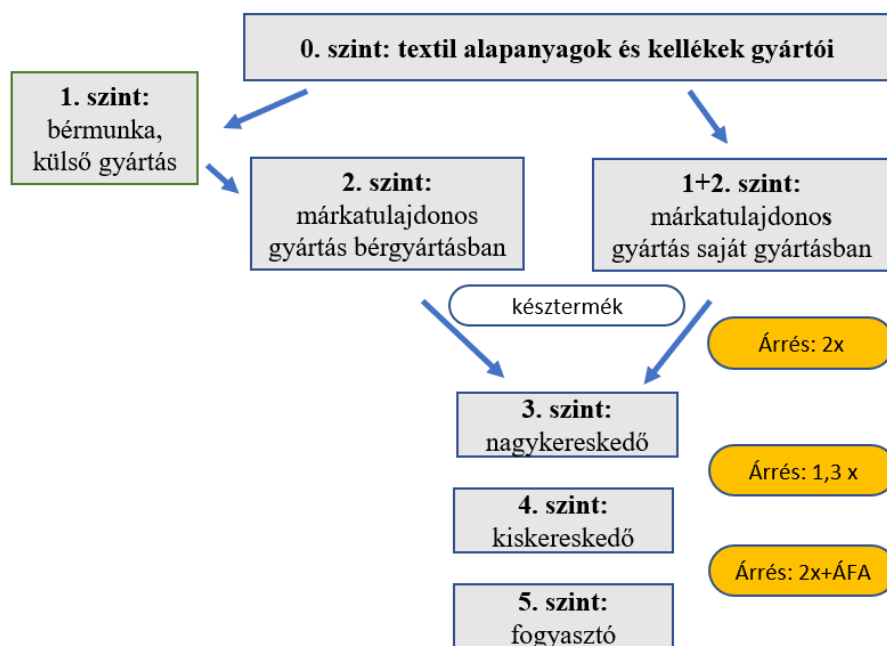 0. szint: textil alapanyagok és kellékek gyártói
1. szint:
bérmunka,
külső gyártás
2. szint:
márkatulajdonos
gyártás bérgyártásban
1+2. szint:
márkatulajdonos
gyártás saját gyártásban
késztermék
Árrés: 2x
3. szint:
nagykereskedő
Árrés: 1,3 x
4. szint:
kiskereskedő
Árrés: 2x+ÁFA
5. szint:
fogyasztó